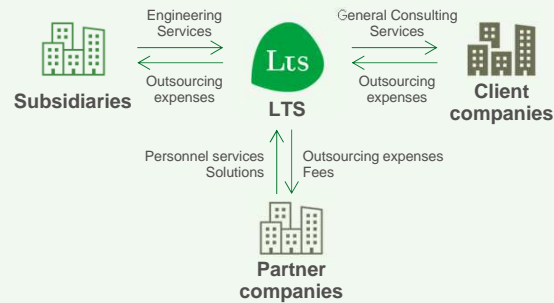 Engineering
Services
General Consulting
Services
Lts
Outsourcing
expenses
Outsourcing
expenses
Subsidiaries
LTS
Client
companies
Personnel services
Solutions
Outsourcing expenses
Fees
Partner
companies